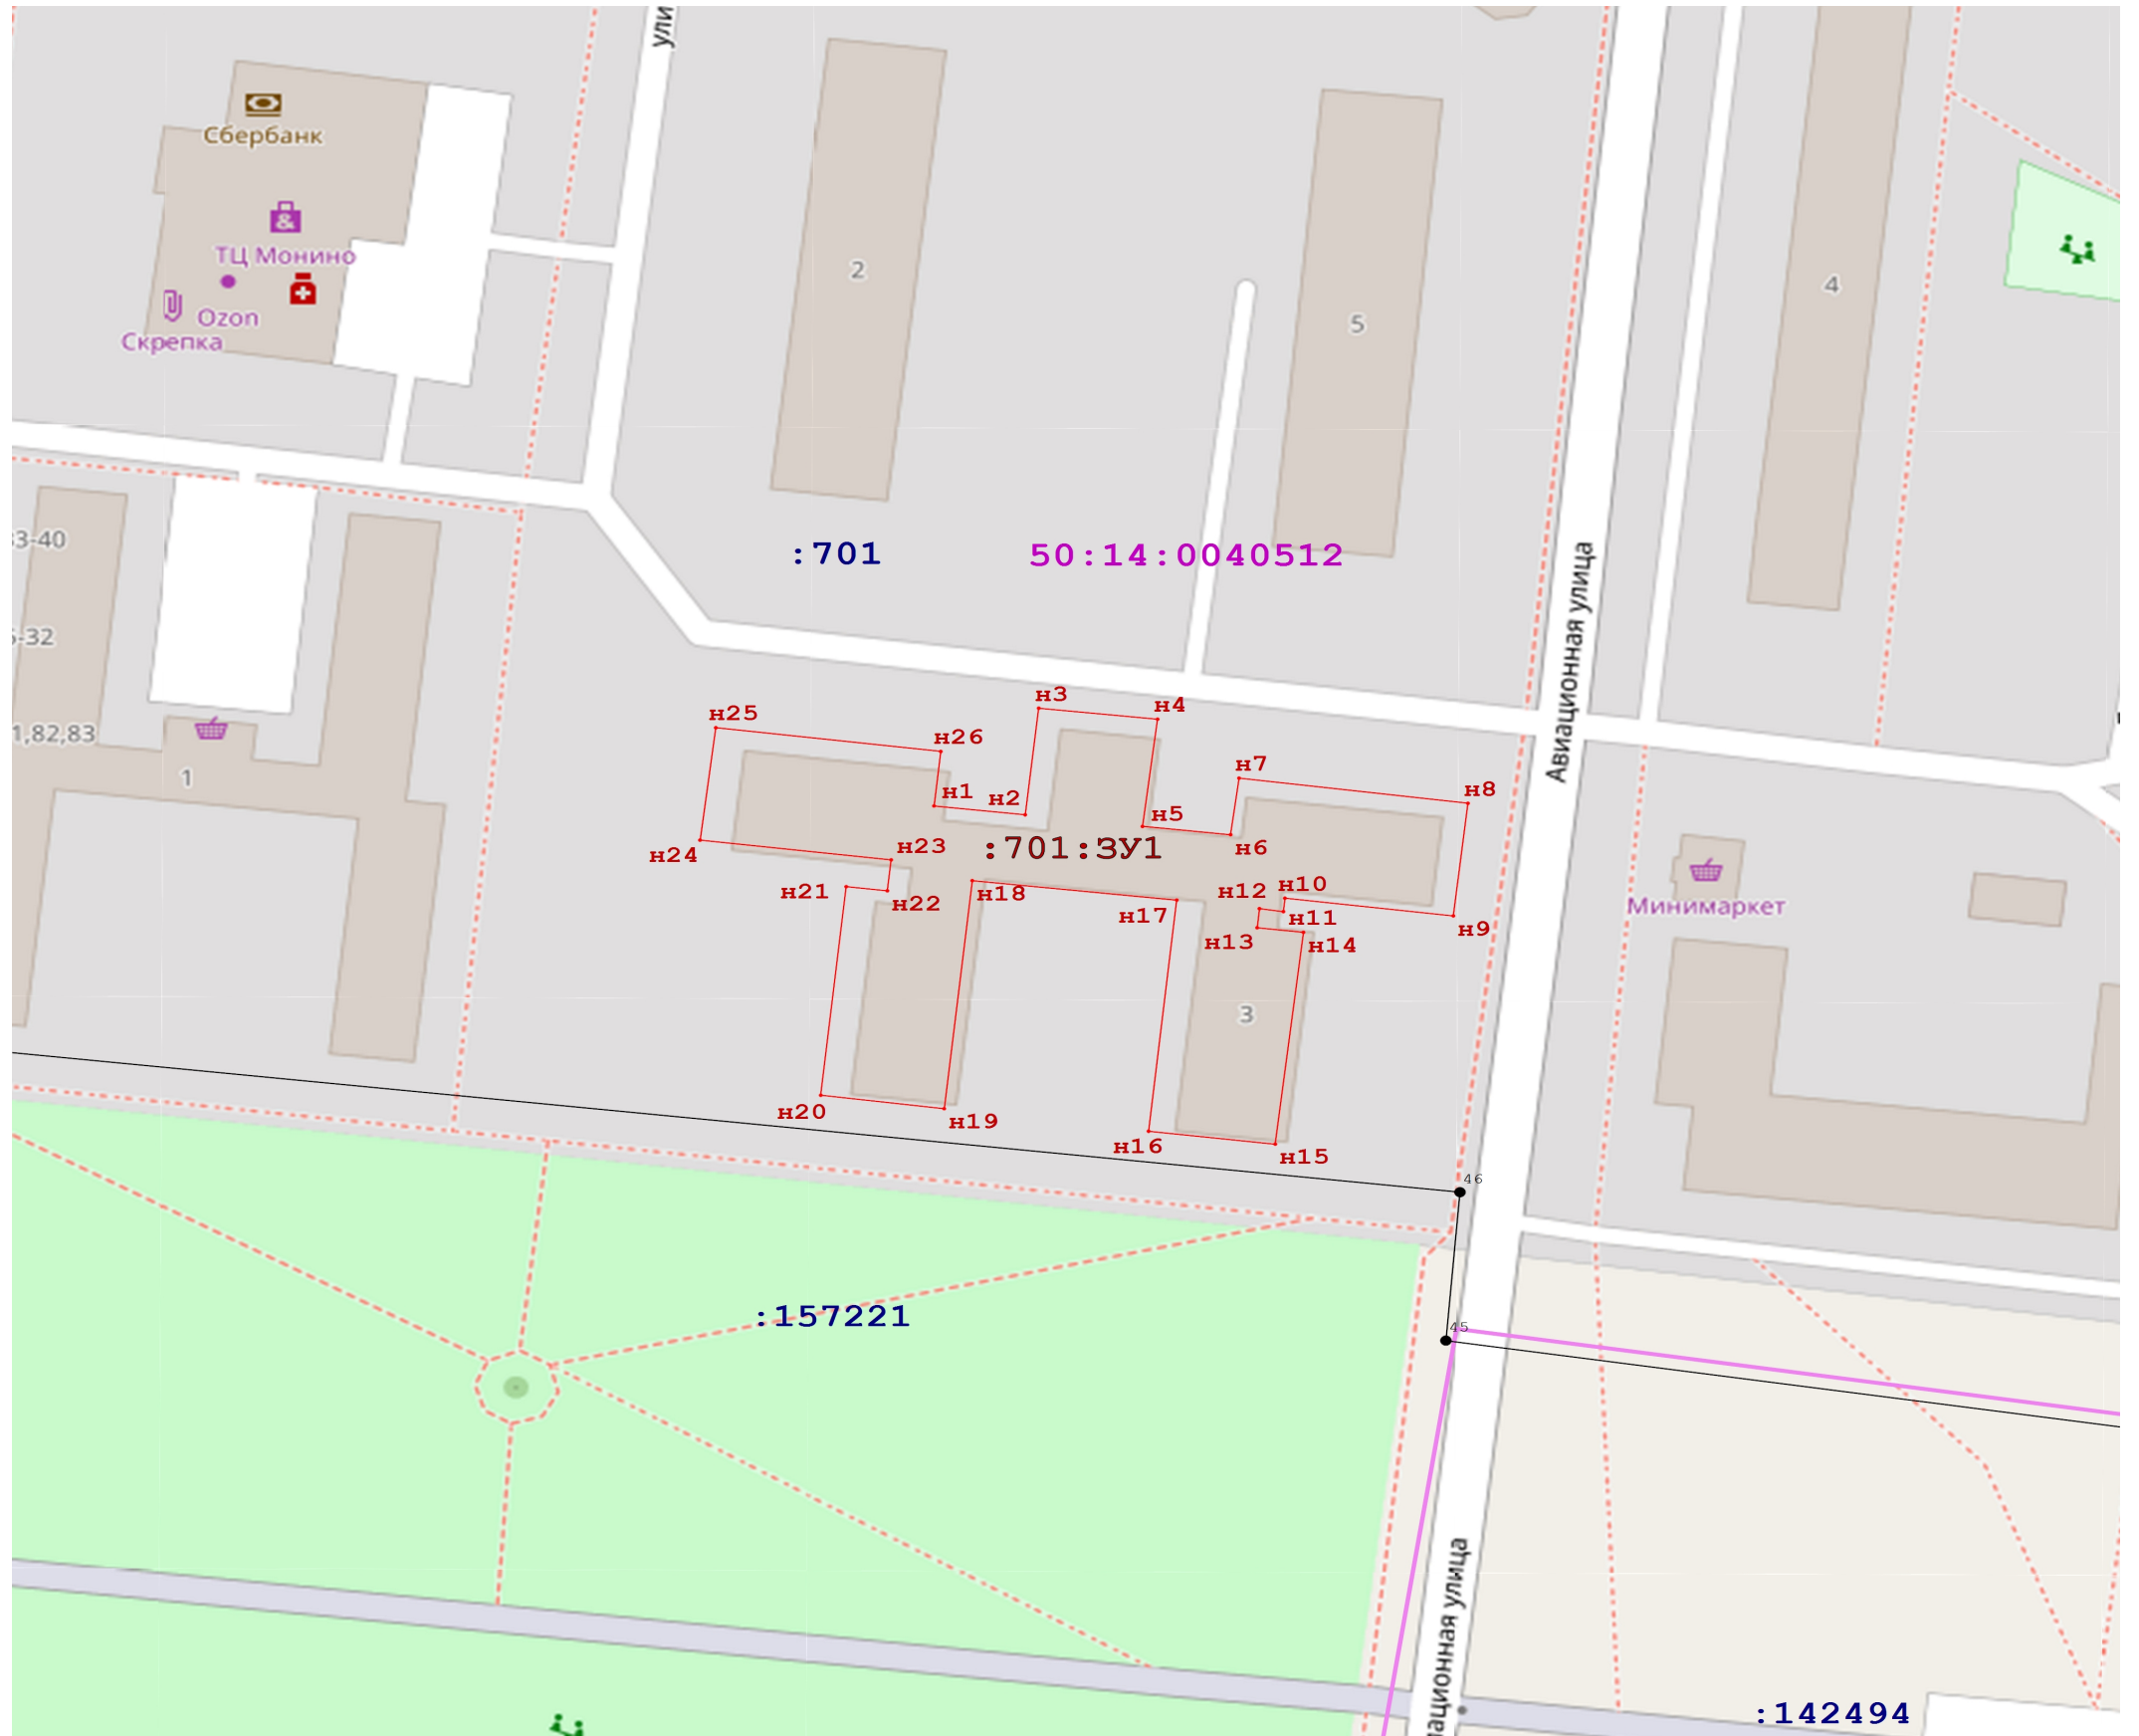 ули
Сбербанк
ТЦ Монино
Ozon
Скрепка
2
5
4
3-40
-32
1,82,83
1
:701
50:14:0040512
Авиационная улица
н25
н26
н3
н4
н1
н2
н7
н8
н5
н6
:701:ЗУ1
н24
н23
н21
н22
н18
н17
н12
н10
н11
н13
н14
н9
Минимаркет
3
н20
н19
н16
н15
46
45
:157221
ационная улица
:142494